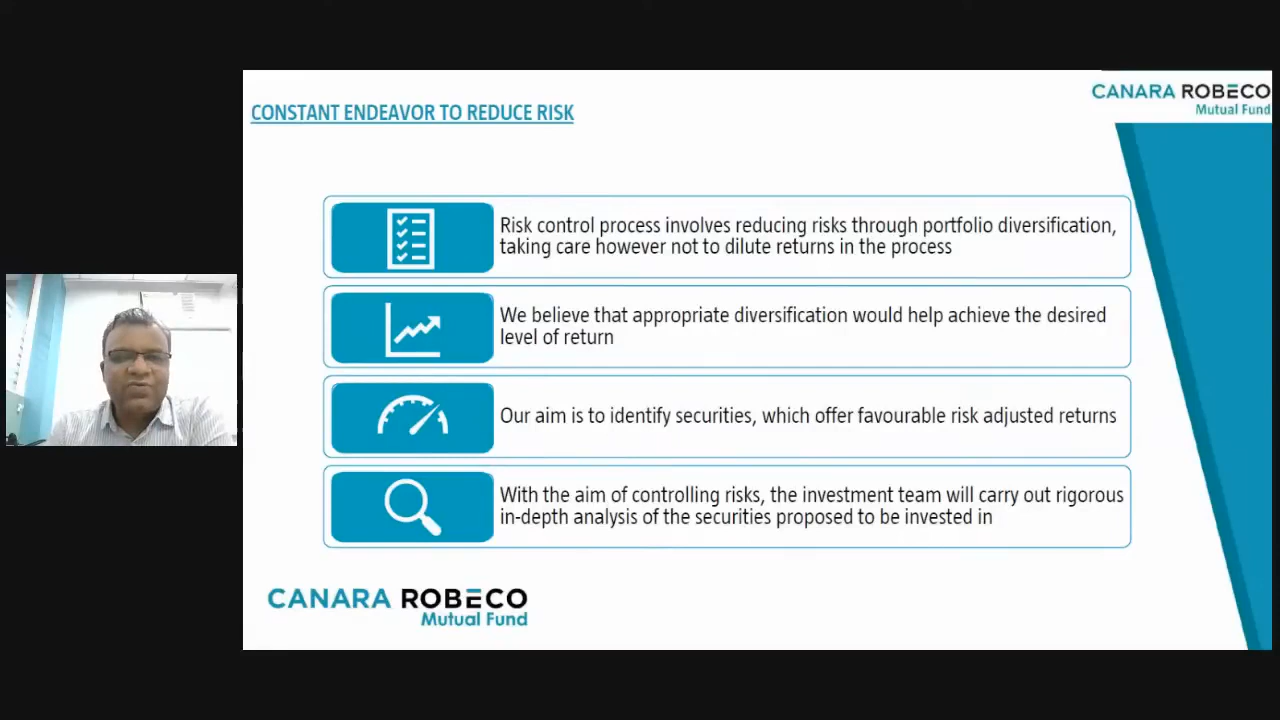 CONSTANT ENDEAVOR TO REDUCE RISK
CANARA ROBECO
Mutual Fund
Risk control process involves reducing risks through portfolio diversification,
taking care however not to dilute returns in the process
We believe that appropriate diversification would help achieve the desired
level of return
Our aim is to identify securities, which offer favourable risk adjusted returns
With the aim of controlling risks, the investment team will carry out rigorous
in-depth analysis of the securities proposed to be invested in
CANARA ROBECO
Mutual Fund